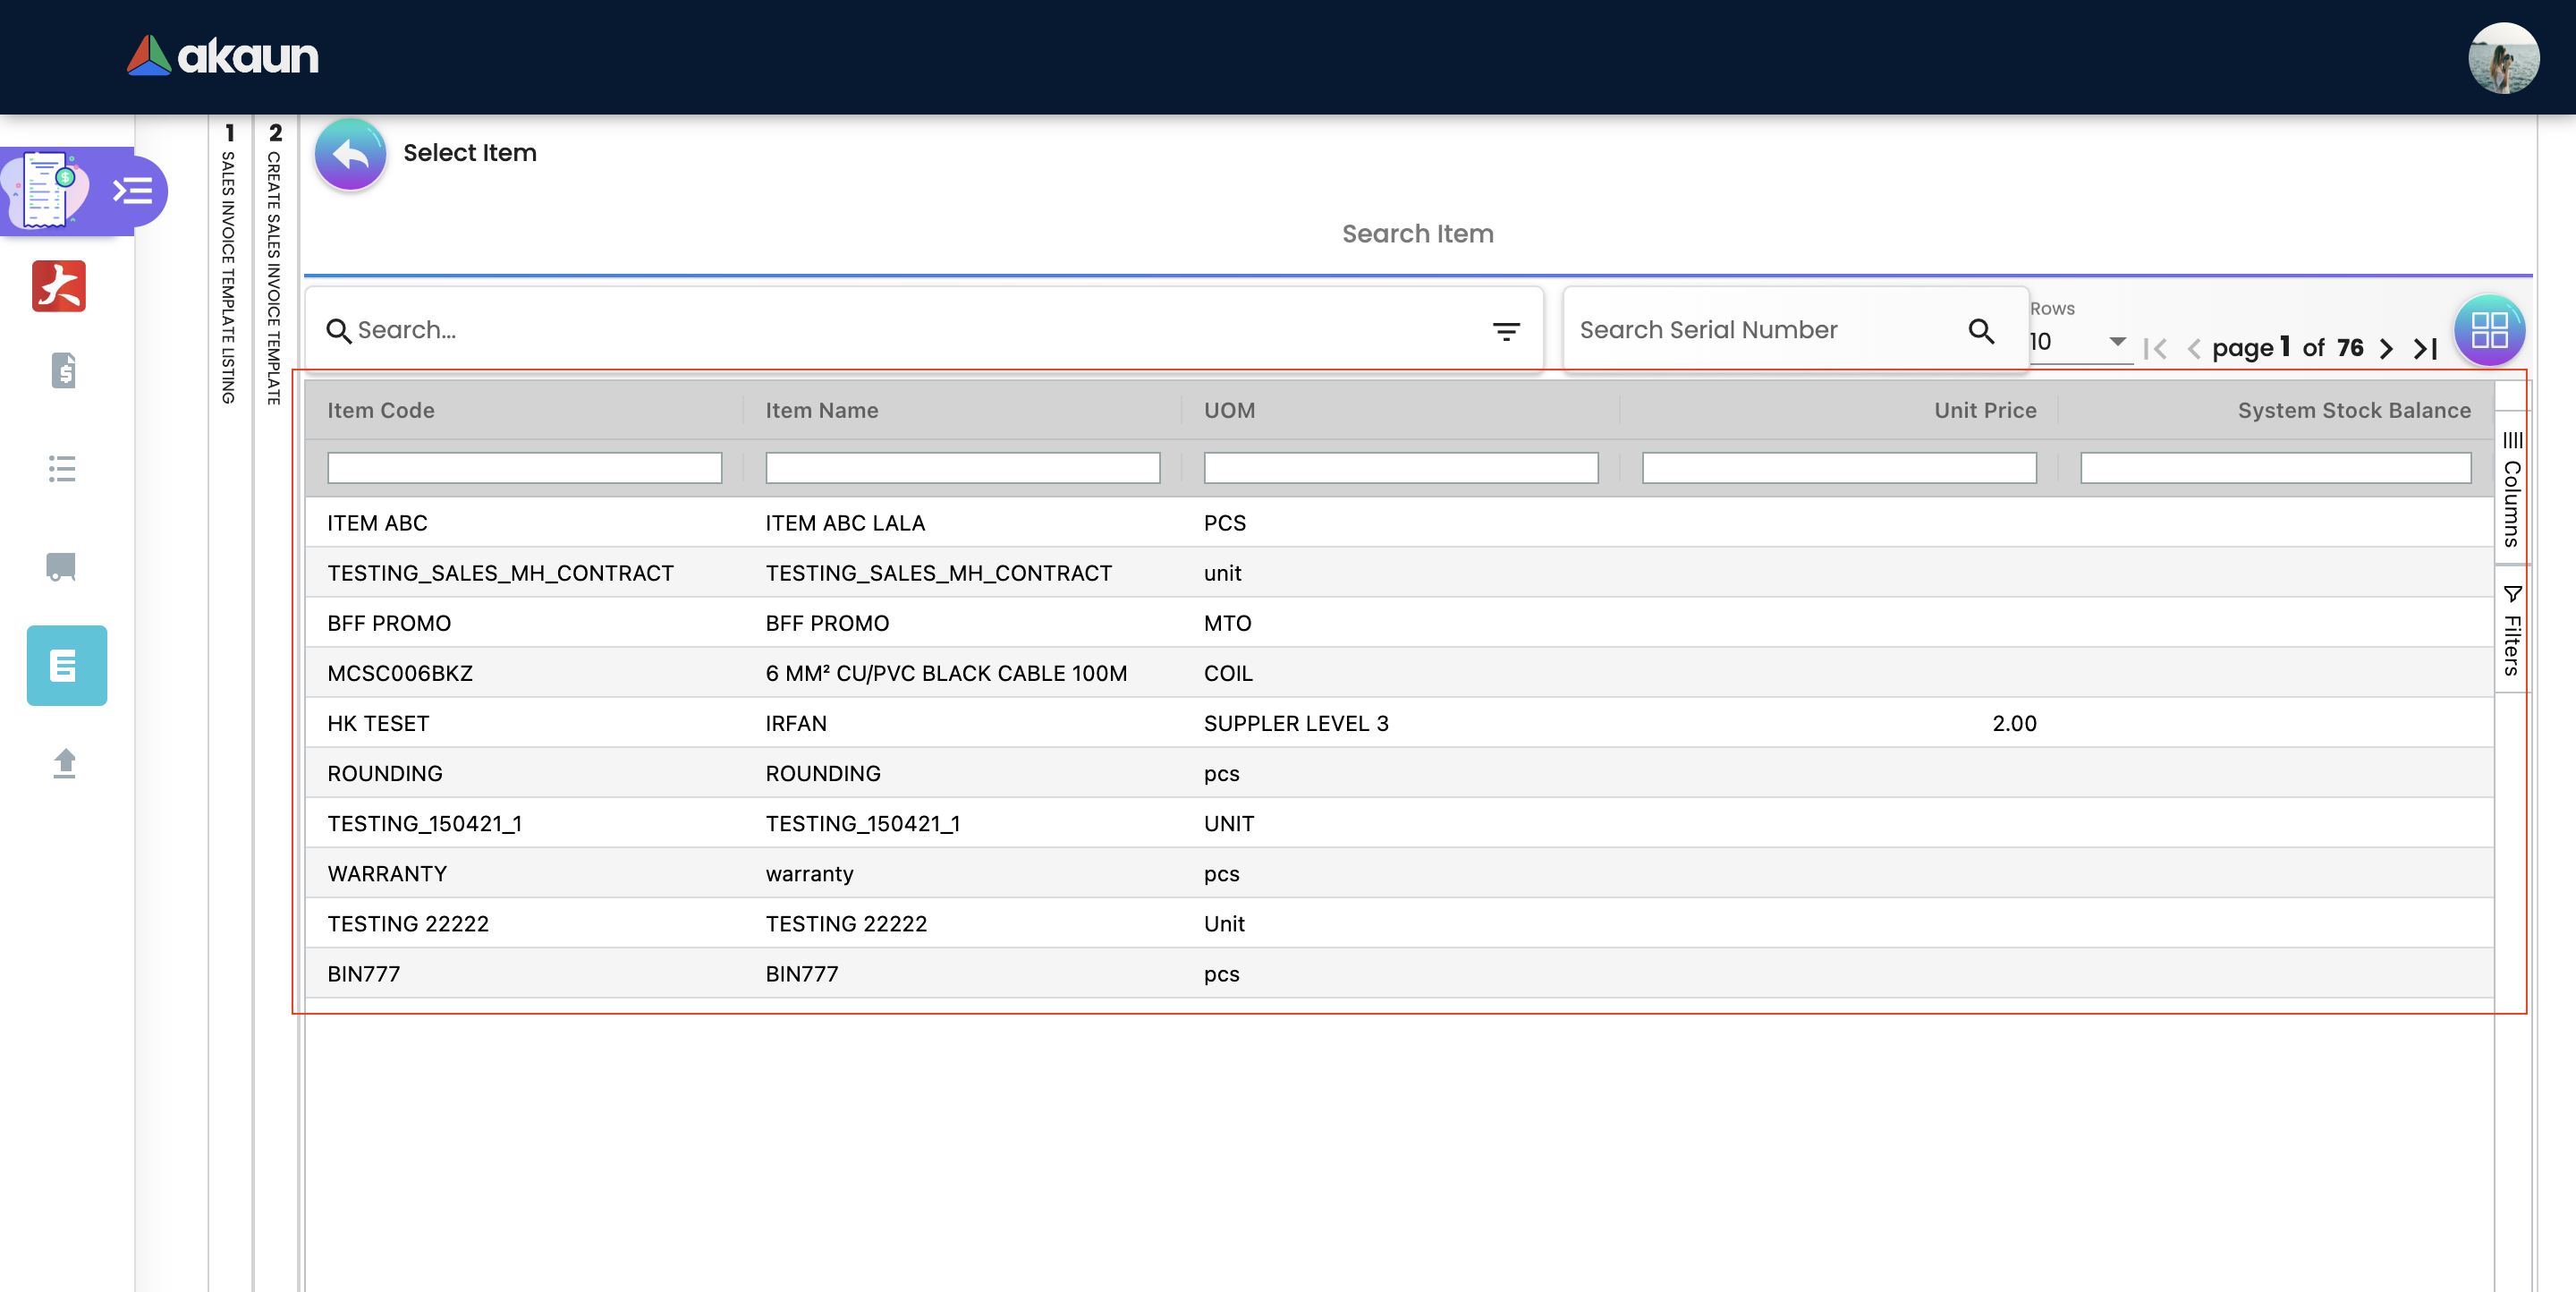 akaun
1 SALES INVOICE TEMPLATE LISTING
2 CREATE SALES INVOICE TEMPLATE
Select Item
Search Item
Search...
Search Serial Number
Rows
10
page 1 of 76
Item Code Item Name UOM Unit Price System Stock Balance
ITEM ABC ITEM ABC LALA PCS
TESTING_SALES_MH_CONTRACT TESTING_SALES_MH_CONTRACT unit
BFF PROMO BFF PROMO MTO
MCSC006BKZ 6 MM² CU/PVC BLACK CABLE 100M COIL
HK TESET IRFAN SUPPLER LEVEL 3 2.00
ROUNDING ROUNDING pcs
TESTING_150421_1 TESTING_150421_1 UNIT
WARRANTY warranty pcs
TESTING 22222 TESTING 22222 Unit
BIN777 BIN777 pcs
Columns
Filters